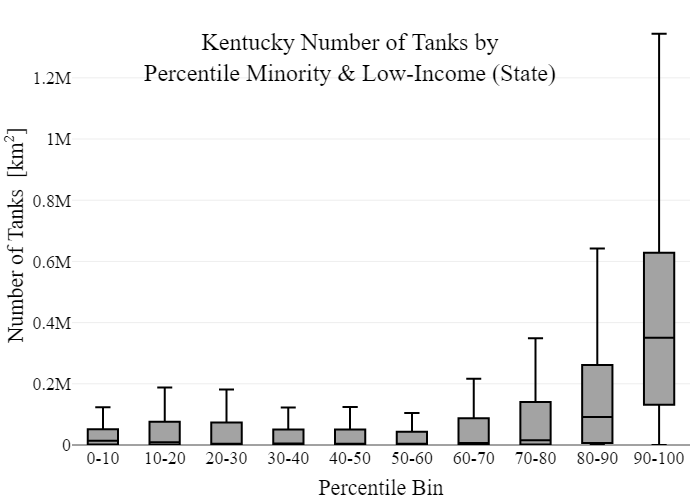 Kentucky Number of Tanks by
Percentile Minority & Low-Income (State)
Number of Tanks [km²]
1.2M
1M
0.8M
0.6M
0.4M
0.2M
0
0-10 10-20 20-30 30-40 40-50 50-60 60-70 70-80 80-90 90-100
Percentile Bin